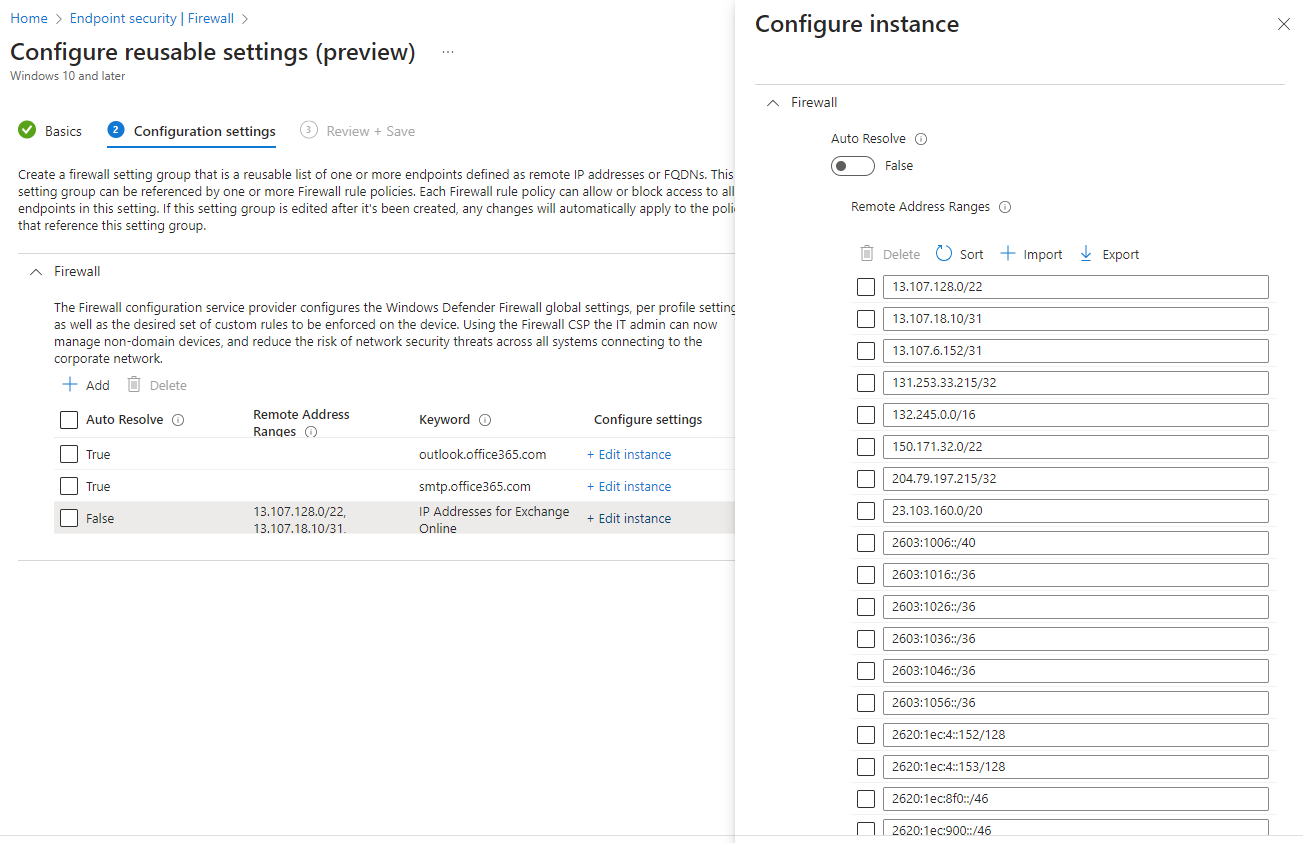 Home > Endpoint security | Firewall >
Configure reusable settings (preview) ...
Windows 10 and later
Basics 2 Configuration settings 3 Review + Save
Create a firewall setting group that is a reusable list of one or more endpoints defined as remote IP addresses or FQDNs. This
setting group can be referenced by one or more Firewall rule policies. Each Firewall rule policy can allow or block access to all
endpoints in this setting. If this setting group is edited after it's been created, any changes will automatically apply to the
that reference this setting group.
Firewall
The Firewall configuration service provider configures the Windows Defender Firewall global settings, per profile
as well as the desired set of custom rules to be enforced on the device. Using the Firewall CSP the IT admin can now
manage non-domain devices, and reduce the risk of network security threats across all systems connecting to the
corporate network.
+ Add Delete
Auto Resolve Remote Address Ranges Keyword Configure settings
True outlook.office365.com + Edit instance
True smtp.office365.com + Edit instance
False 13.107.128.0/22, 13.107.18.10/31, IP Addresses for Exchange Online + Edit instance
Configure instance
Firewall
Auto Resolve
False
Remote Address Ranges
Delete Sort + Import Export
13.107.128.0/22
13.107.18.10/31
13.107.6.152/31
131.253.33.215/32
132.245.0.0/16
150.171.32.0/22
204.79.197.215/32
23.103.160.0/20
2603:1006::/40
2603:1016::/36
2603:1026::/36
2603:1036::/36
2603:1046::/36
2603:1056::/36
2620:1ec:4::152/128
2620:1ec:4::153/128
2620:1ec:8f0::/46
2620:1ec:900::/46